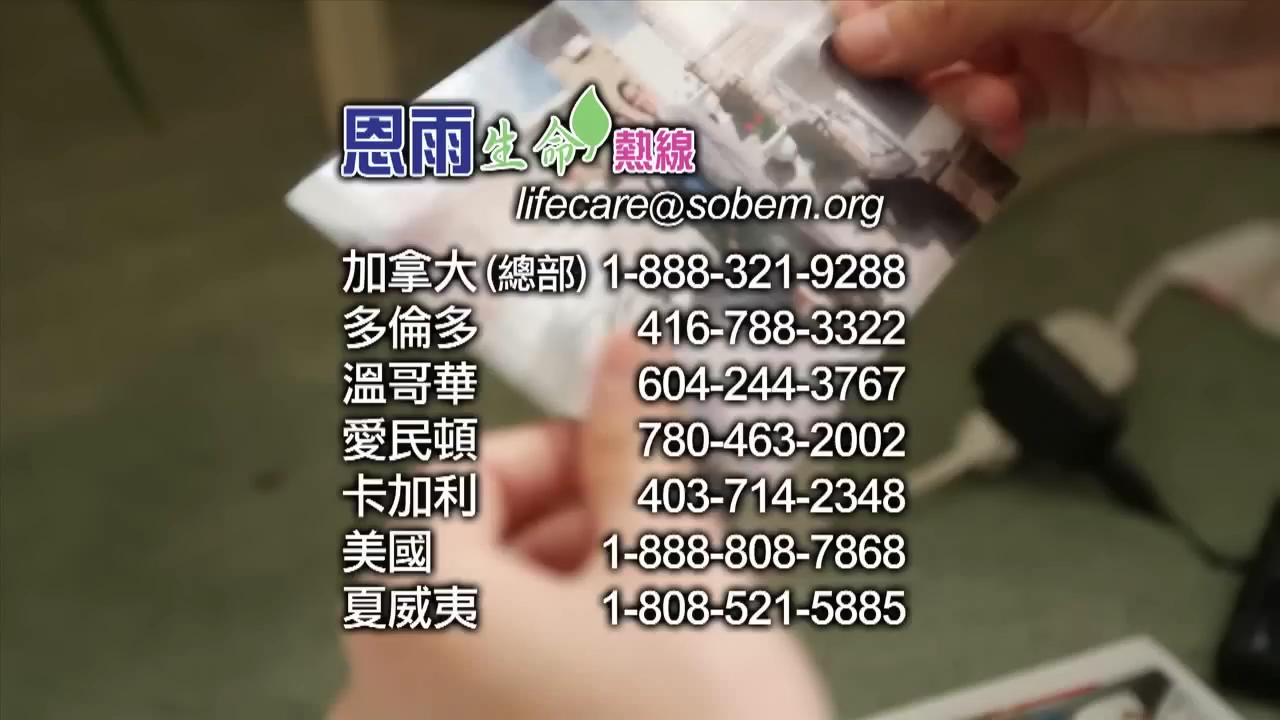 恩雨生命熱線
lifecare@sobem.org
加拿大(總部) 1-888-321-9288
多倫多 416-788-3322
溫哥華 604-244-3767
愛民頓 780-463-2002
卡加利 403-714-2348
美國 1-888-808-7868
夏威夷 1-808-521-5885